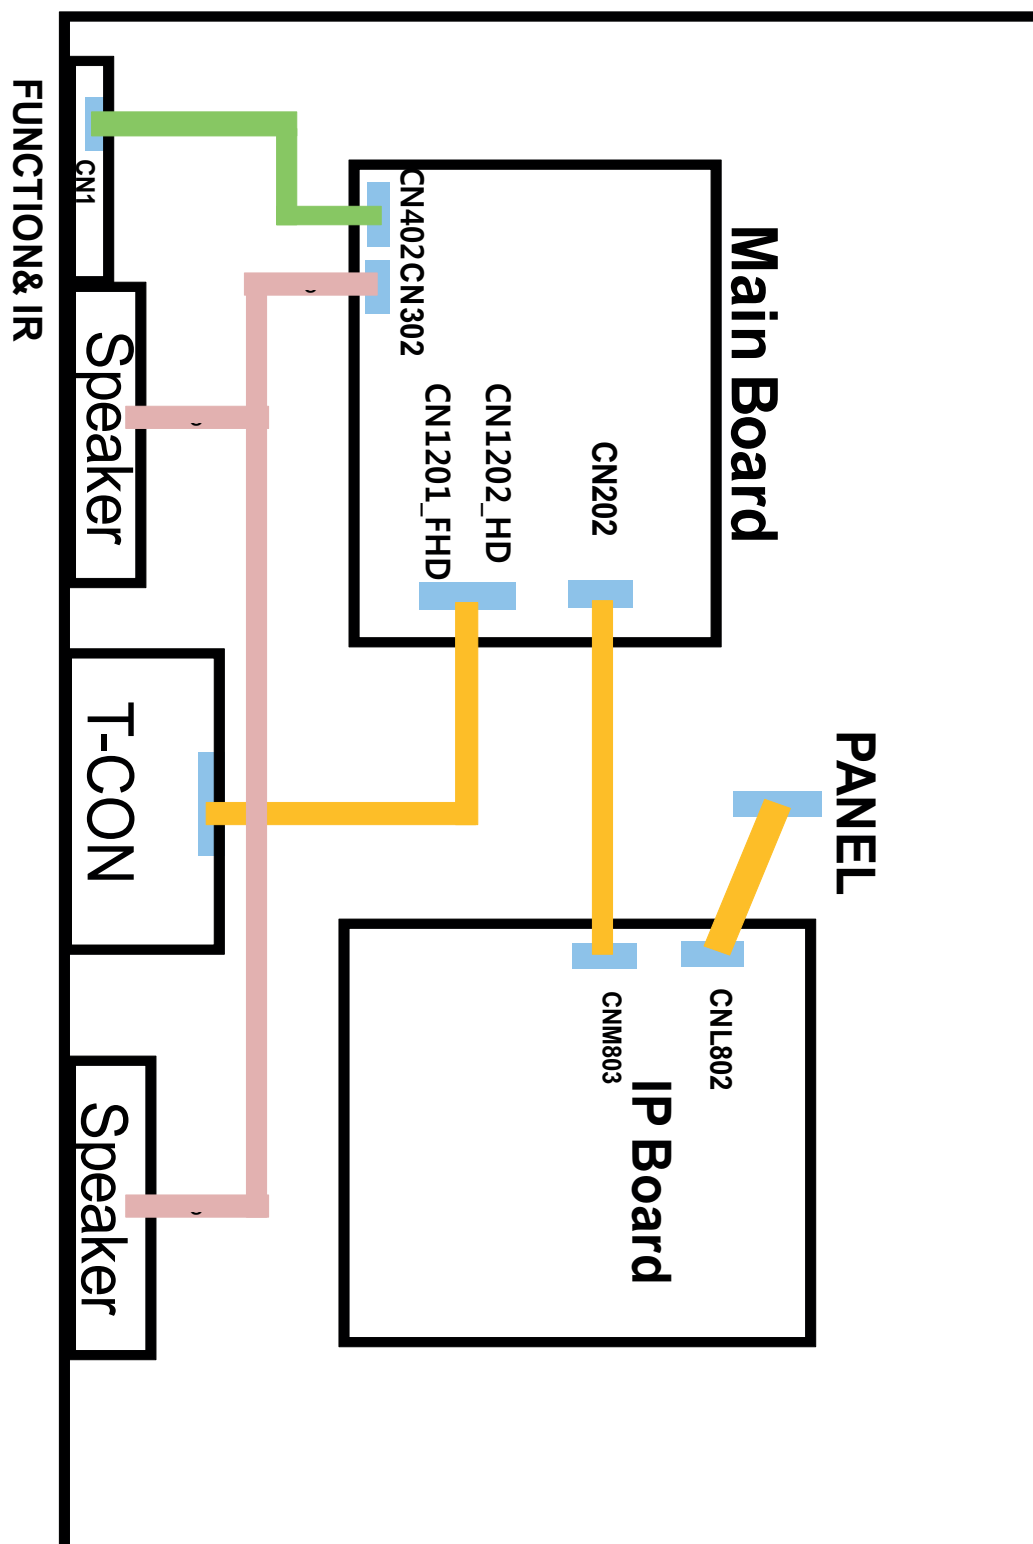 FUNCTION& IR
CN1
Speaker
T-CON
Speaker
CN402
CN302
CN1201_FHD
CN1202_HD
CN202
Main Board
PANEL
CNM803
CNL802
IP Board